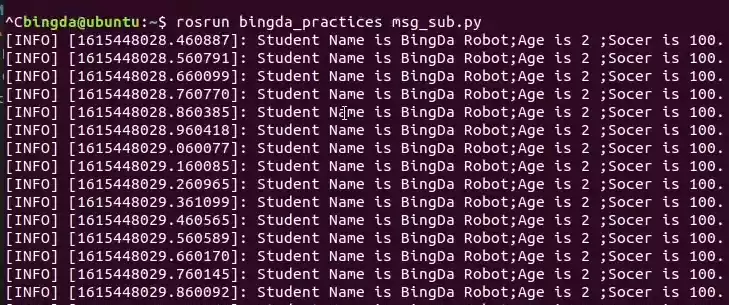 ^Cbingda@ubuntu:~$ rosrun bingda_practices msg_sub.py
[INFO] [1615448028.460887]: Student Name is BingDa Robot;Age is 2 ;Socer is 100.
[INFO] [1615448028.560791]: Student Name is BingDa Robot;Age is 2 ;Socer is 100.
[INFO] [1615448028.660099]: Student Name is BingDa Robot;Age is 2 ;Socer is 100.
[INFO] [1615448028.760770]: Student Name is BingDa Robot;Age is 2 ;Socer is 100.
[INFO] [1615448028.860385]: Student Name is BingDa Robot;Age is 2 ;Socer is 100.
[INFO] [1615448028.960418]: Student Name is BingDa Robot;Age is 2 ;Socer is 100.
[INFO] [1615448029.060077]: Student Name is BingDa Robot;Age is 2 ;Socer is 100.
[INFO] [1615448029.160085]: Student Name is BingDa Robot;Age is 2 ;Socer is 100.
[INFO] [1615448029.260965]: Student Name is BingDa Robot;Age is 2 ;Socer is 100.
[INFO] [1615448029.361099]: Student Name is BingDa Robot;Age is 2 ;Socer is 100.
[INFO] [1615448029.460565]: Student Name is BingDa Robot;Age is 2 ;Socer is 100.
[INFO] [1615448029.560589]: Student Name is BingDa Robot;Age is 2 ;Socer is 100.
[INFO] [1615448029.660170]: Student Name is BingDa Robot;Age is 2 ;Socer is 100.
[INFO] [1615448029.760145]: Student Name is BingDa Robot;Age is 2 ;Socer is 100.
[INFO] [1615448029.860092]: Student Name is BingDa Robot;Age is 2 ;Socer is 100.